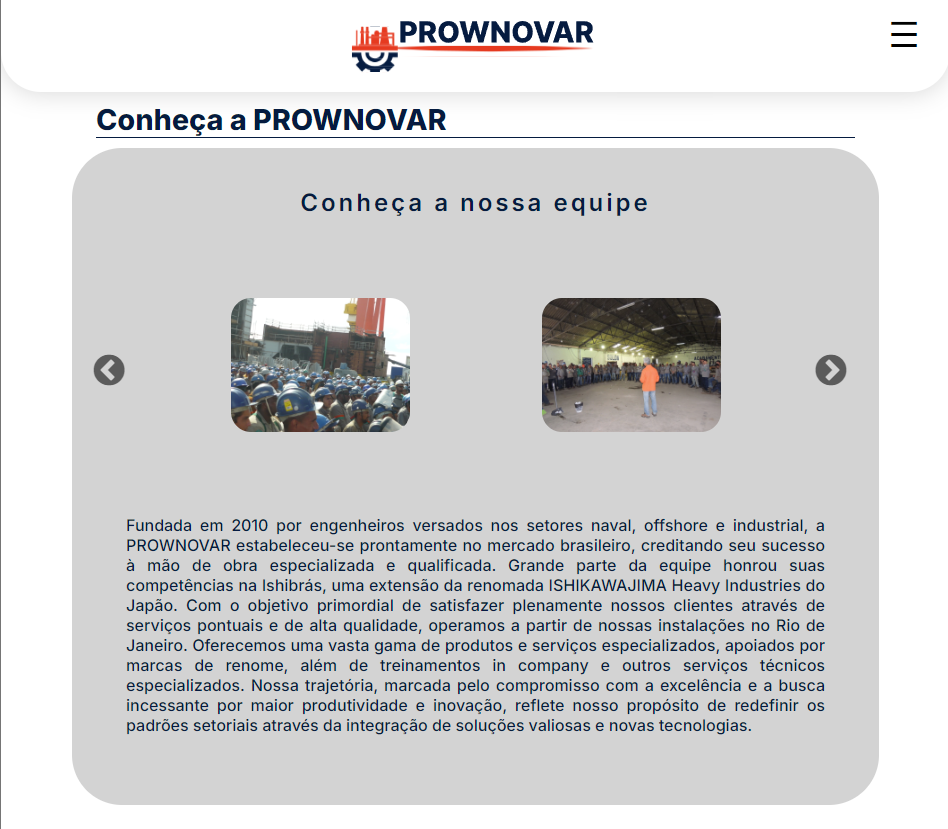 PROWNOVAR
Conheça a PROWNOVAR
Conheça a nossa equipe
Fundada em 2010 por engenheiros versados nos setores naval, offshore e industrial, a
PROWNOVAR estabeleceu-se prontamente no mercado brasileiro, creditando seu sucesso
à mão de obra especializada e qualificada. Grande parte da equipe honrou suas
competências na Ishibrás, uma extensão da renomada ISHIKAWAJIMA Heavy Industries do
Japão. Com o objetivo primordial de satisfazer plenamente nossos clientes através de
serviços pontuais e de alta qualidade, operamos a partir de nossas instalações no Rio de
Janeiro. Oferecemos uma vasta gama de produtos e serviços especializados, apoiados por
marcas de renome, além de treinamentos in company e outros serviços técnicos
especializados. Nossa trajetória, marcada pelo compromisso com a excelência e a busca
incessante por maior produtividade e inovação, reflete nosso propósito de redefinir os
padrões setoriais através da integração de soluções valiosas e novas tecnologias.